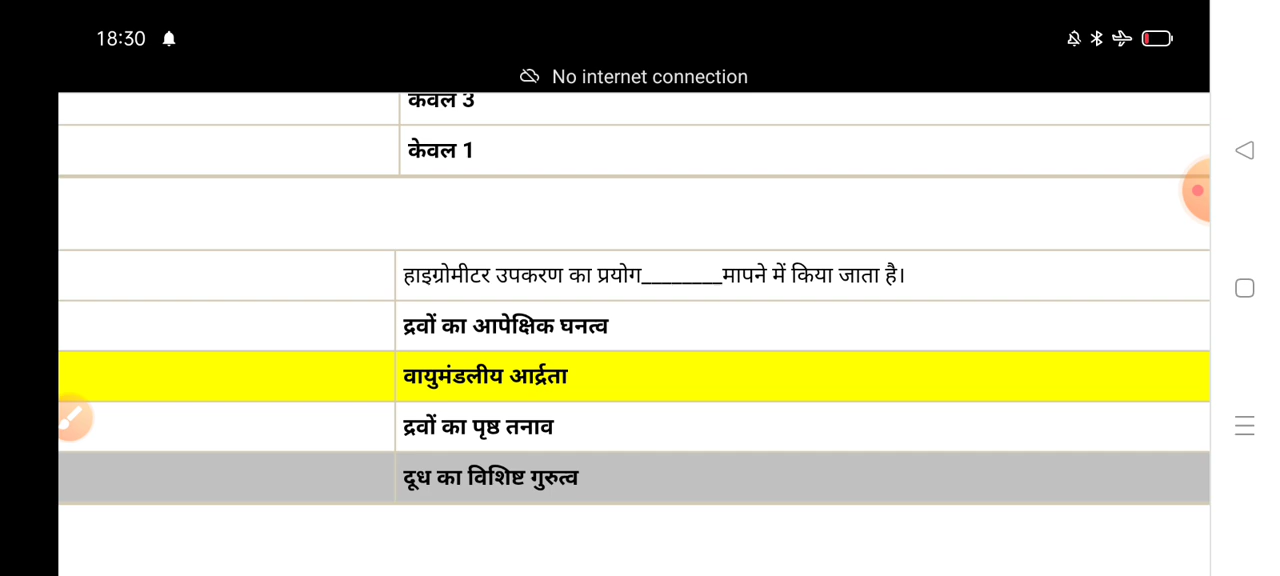 18:30
No internet connection
केवल 3
केवल 1
हाइग्रोमीटर उपकरण का प्रयोग________मापने में किया जाता है।
द्रवों का आपेक्षिक घनत्व
वायुमंडलीय आर्द्रता
द्रवों का पृष्ठ तनाव
दूध का विशिष्ट गुरुत्व